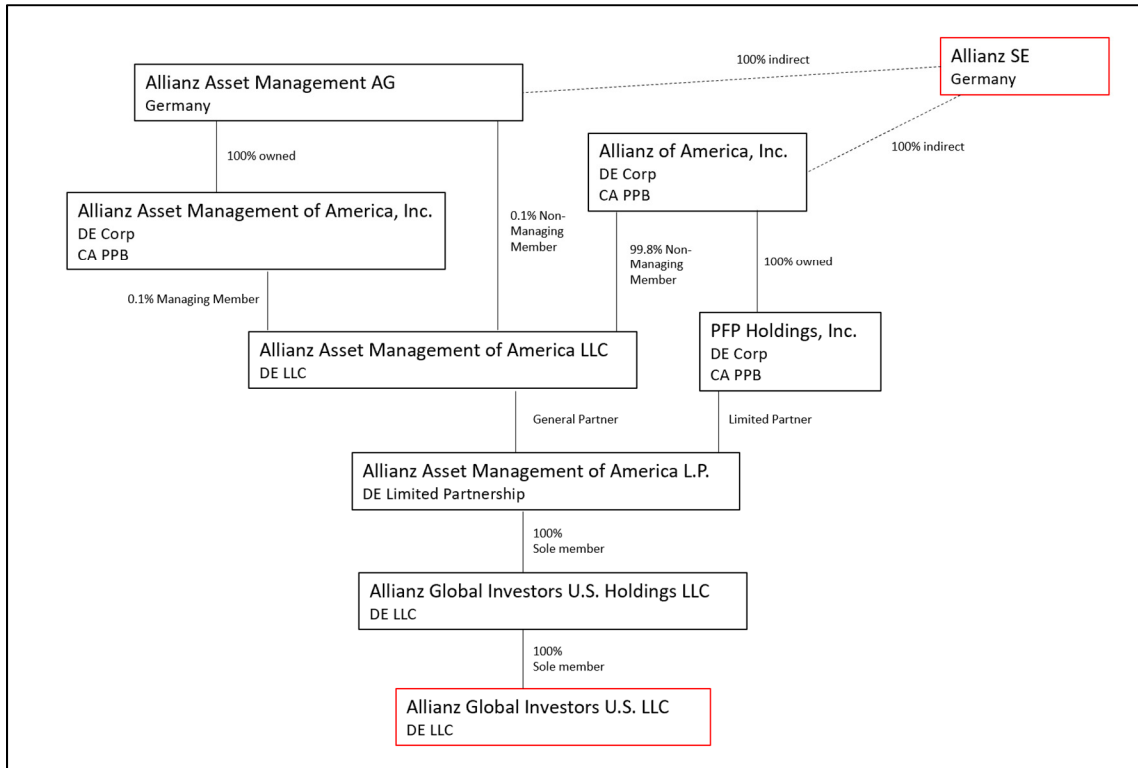 Allianz SE
Germany
100% indirect
Allianz Asset Management AG
Germany
100% indirect
Allianz of America, Inc.
DE Corp
CA PPB
100% owned
Allianz Asset Management of America, Inc.
DE Corp
CA PPB
0.1% Non-
Managing
Member
99.8% Non-
Managing
Member
100% owned
0.1% Managing Member
PFP Holdings, Inc.
DE Corp
CA PPB
Allianz Asset Management of America LLC
DE LLC
General Partner
Limited Partner
Allianz Asset Management of America L.P.
DE Limited Partnership
100%
Sole member
Allianz Global Investors U.S. Holdings LLC
DE LLC
100%
Sole member
Allianz Global Investors U.S. LLC
DE LLC